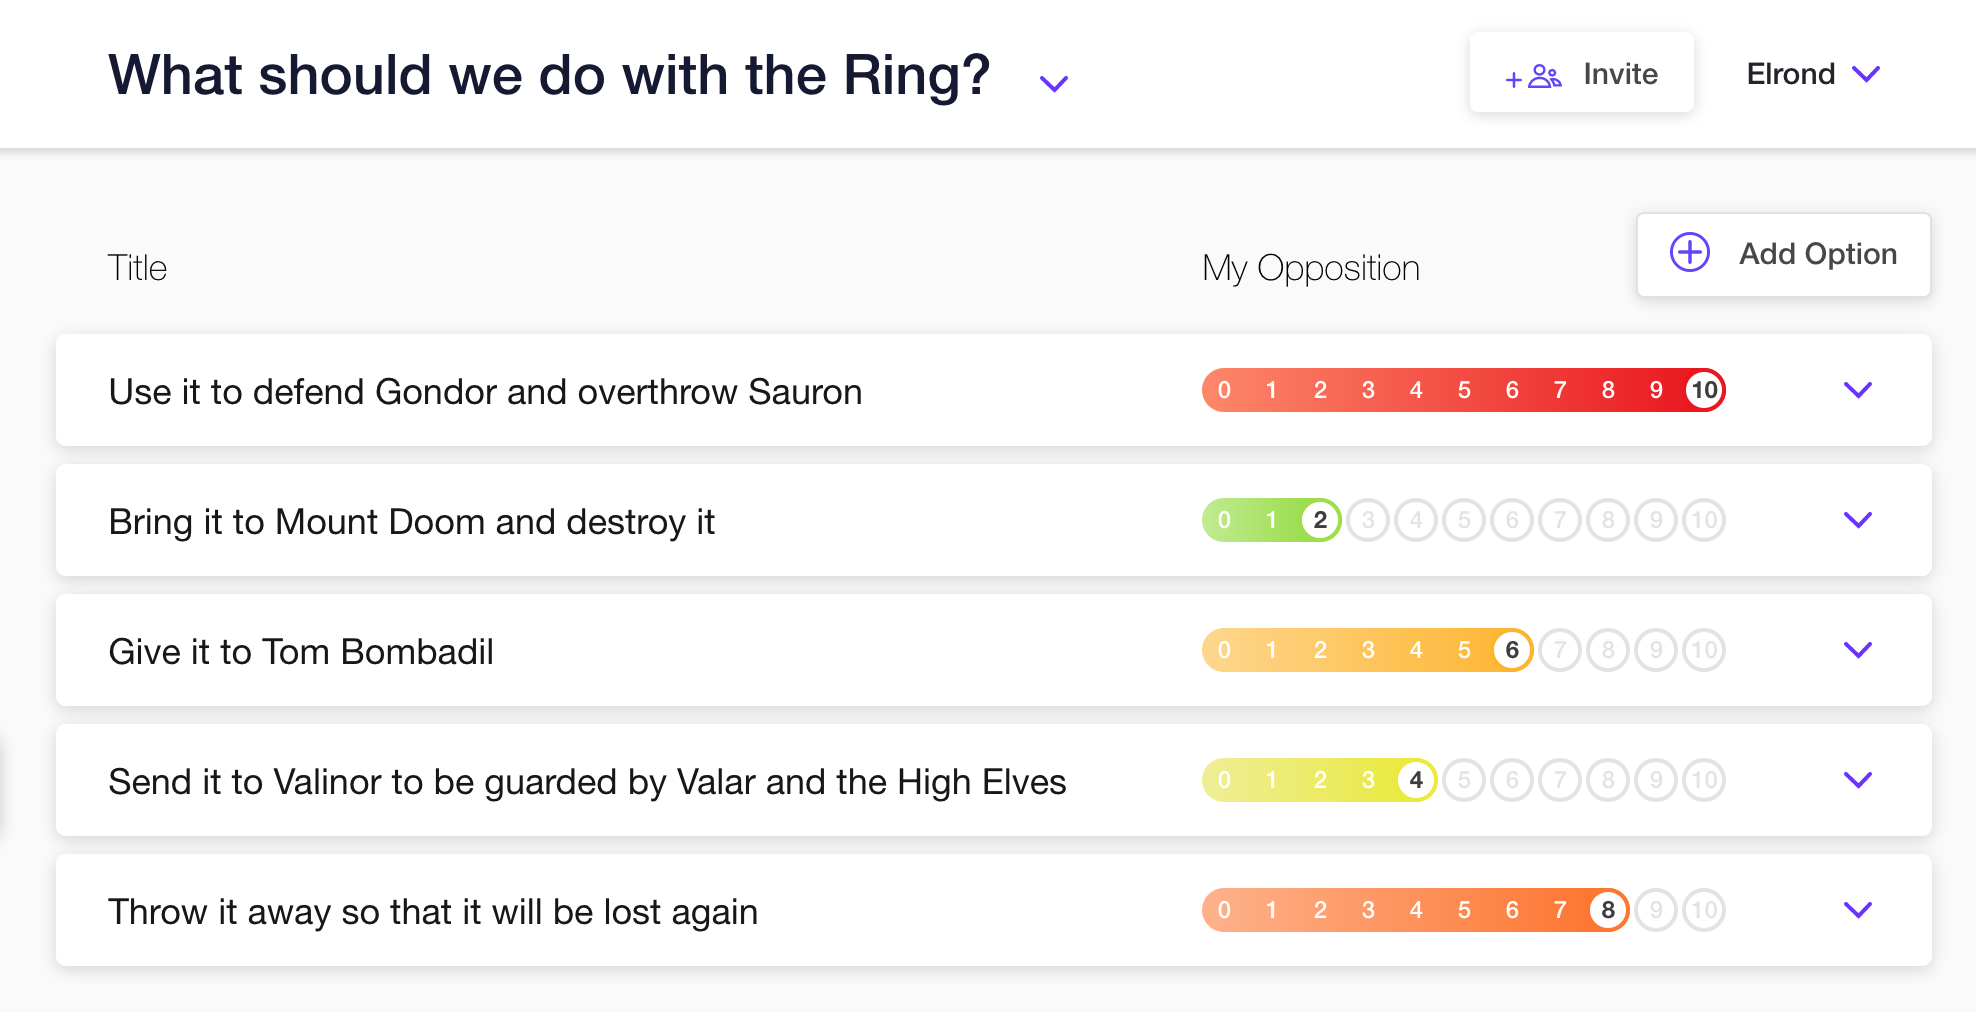 What should we do with the Ring?
Invite
Elrond
Title
My Opposition
Add Option
Use it to defend Gondor and overthrow Sauron
0 1 2 3 4 5 6 7 8 9 10
Bring it to Mount Doom and destroy it
0 1 2 3 4 5 6 7 8 9 10
Give it to Tom Bombadil
0 1 2 3 4 5 6 7 8 9 10
Send it to Valinor to be guarded by Valar and the High Elves
0 1 2 3 4 5 6 7 8 9 10
Throw it away so that it will be lost again
0 1 2 3 4 5 6 7 8 9 10